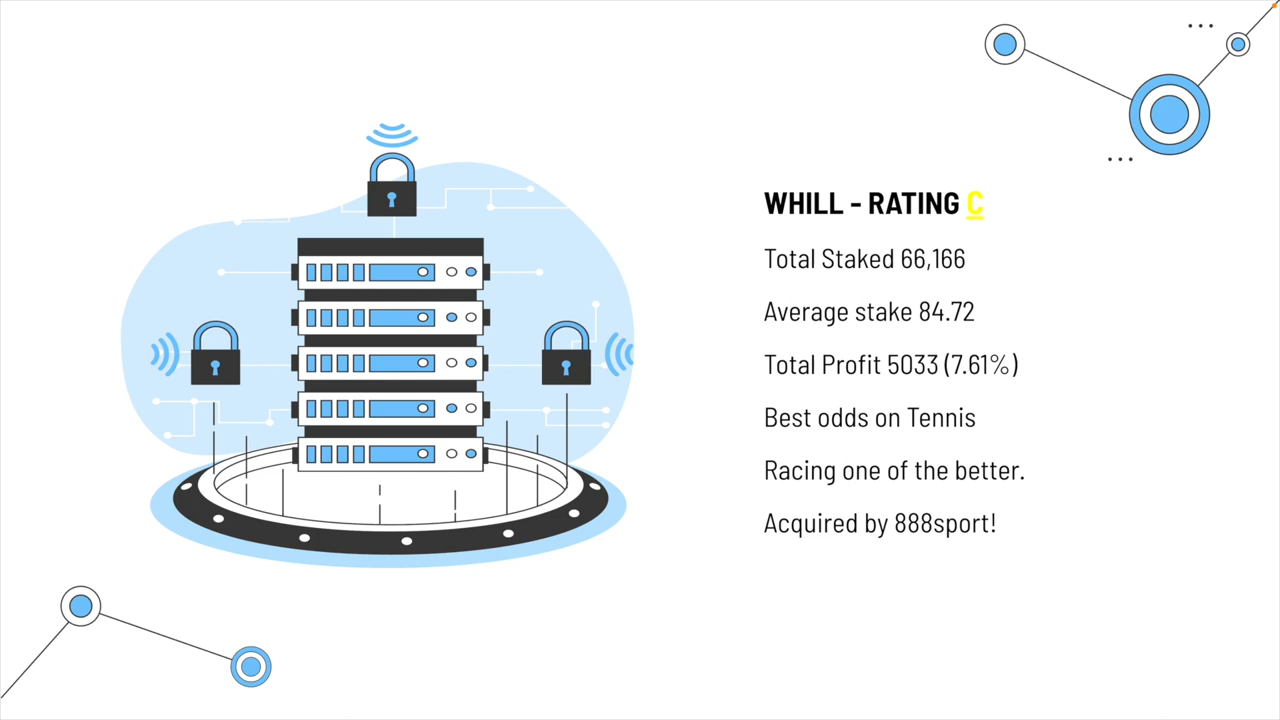 WHILL - RATING C
Total Staked 66,166
Average stake 84.72
Total Profit 5033 (7.61%)
Best odds on Tennis
Racing one of the better.
Acquired by 888sport!